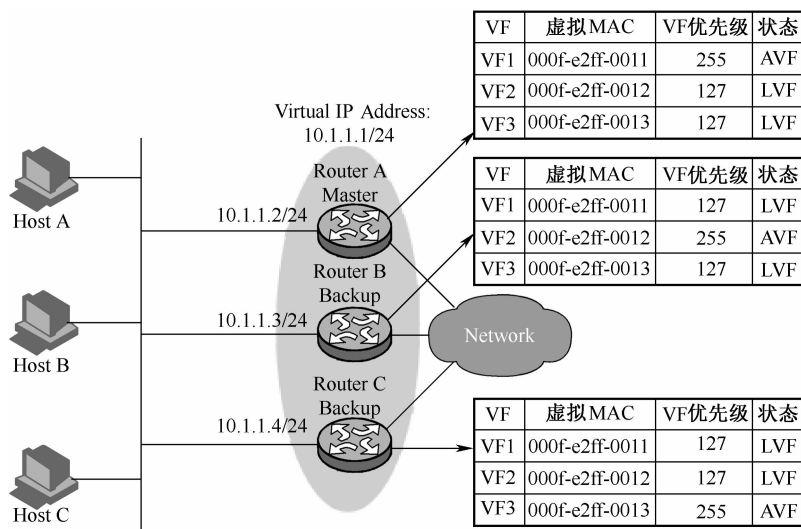 VF 虚拟MAC VF优先级 状态
VF1 000f-e2ff-0011 255 AVF
VF2 000f-e2ff-0012 127 LVF
VF3 000f-e2ff-0013 127 LVF
Virtual IP Address:
10.1.1.1/24
Host A
10.1.1.2/24
Router A
Master
VF 虚拟MAC VF优先级 状态
VF1 000f-e2ff-0011 127 LVF
VF2 000f-e2ff-0012 255 AVF
VF3 000f-e2ff-0013 127 LVF
Host B
10.1.1.3/24
Router B
Backup
Network
Host C
10.1.1.4/24
Router C
Backup
VF 虚拟MAC VF优先级 状态
VF1 000f-e2ff-0011 127 LVF
VF2 000f-e2ff-0012 127 LVF
VF3 000f-e2ff-0013 255 AVF